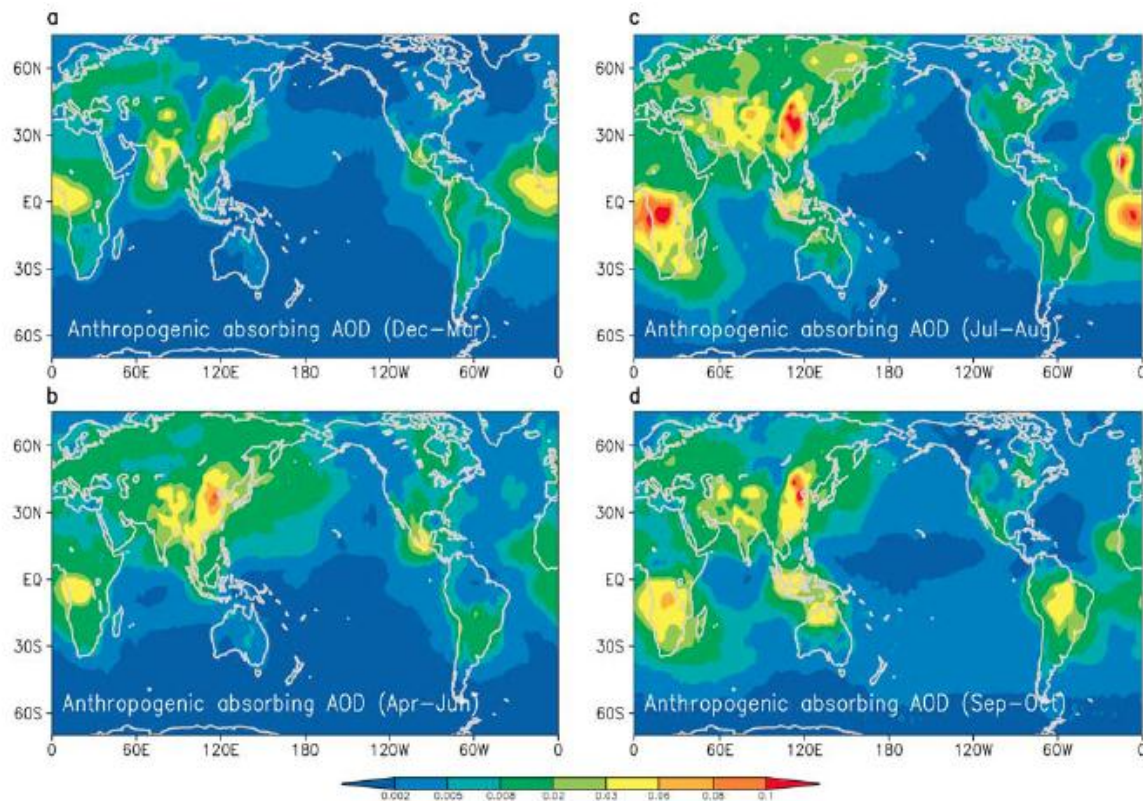 a
60N
30N
EQ
30S
60S
Anthropogenic absorbing AOD (Dec-Mar)
0 60E 120E 180 120W 60W 0
c
60N
30N
EQ
30S
60S
Anthropogenic absorbing AOD (Jul-Aug)
0 60E 120E 180 120W 60W 0
b
60N
30N
EQ
30S
60S
Anthropogenic absorbing AOD (Apr-Jun)
0 60E 120E 180 120W 60W 0
d
60N
30N
EQ
30S
60S
Anthropogenic absorbing AOD (Sep-Oct)
0 60E 120E 180 120W 60W 0
0.002 0.005 0.008 0.02 0.03 0.06 0.08 0.1